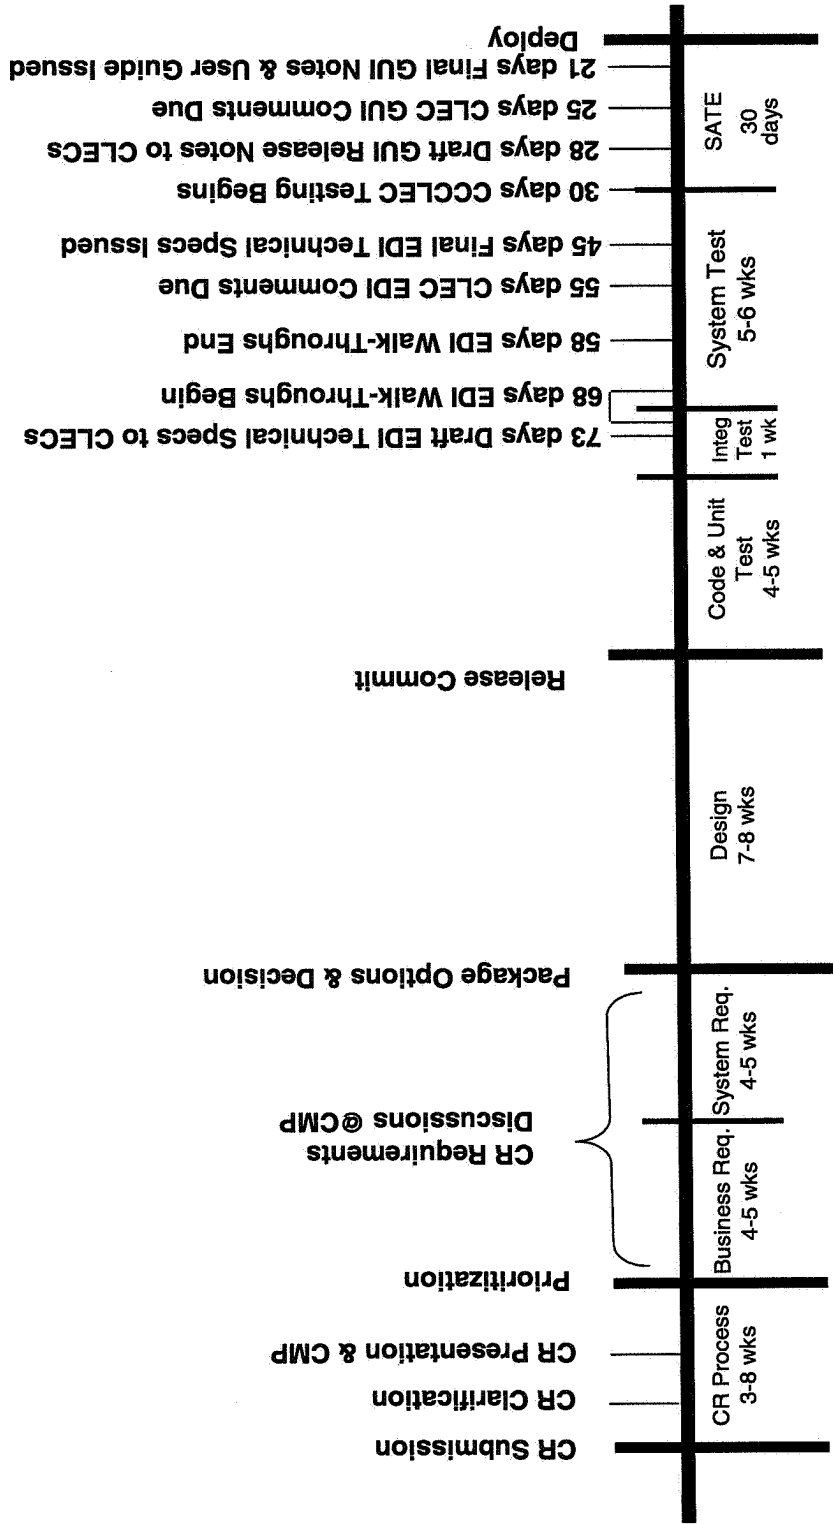 CR Submission
CR Clarification
CR Presentation & CMP
Prioritization
CR Requirements
Discussions @CMP
Package Options & Decision
Release Commit
73 days Draft EDI Technical Specs to CLECs
68 days EDI Walk-Throughs Begin
58 days EDI Walk-Throughs End
55 days CLEC EDI Comments Due
45 days Final EDI Technical Specs Issued
30 days CCCLEC Testing Begins
28 days Draft GUI Release Notes to CLECs
25 days CLEC GUI Comments Due
21 days Final GUI Notes & User Guide Issued
Deploy
CR Process
3-8 wks
Business Req.
4-5 wks
System Req.
4-5 wks
Design
7-8 wks
Code & Unit
Test
4-5 wks
Integ
Test
1 wk
System Test
5-6 wks
SATE
30
days